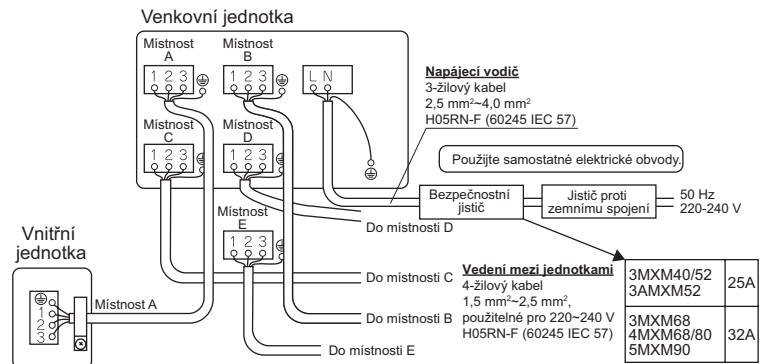 Venkovní jednotka
Místnost
A
1 2 3
Místnost
B
1 2 3
L N
Místnost
C
1 2 3
Místnost
D
1 2 3
Místnost
E
1 2 3
Napájecí vodič
3-žilový kabel
2,5 mm²~4,0 mm²
H05RN-F (60245 IEC 57)
Použijte samostatné elektrické obvody.
Bezpečnostní
jistič
Jistič proti
zemnímu spojení
50 Hz
220-240 V
Do místnosti D
Do místnosti C
Do místnosti B
Do místnosti E
Vnitřní
jednotka
1
2
3
Místnost A
Vedení mezi jednotkami
4-žilový kabel
1,5 mm²~2,5 mm²,
použitelné pro 220~240 V
H05RN-F (60245 IEC 57)
3MXM40/52
3AMXM52
25A
3MXM68
4MXM68/80
5MXM90
32A